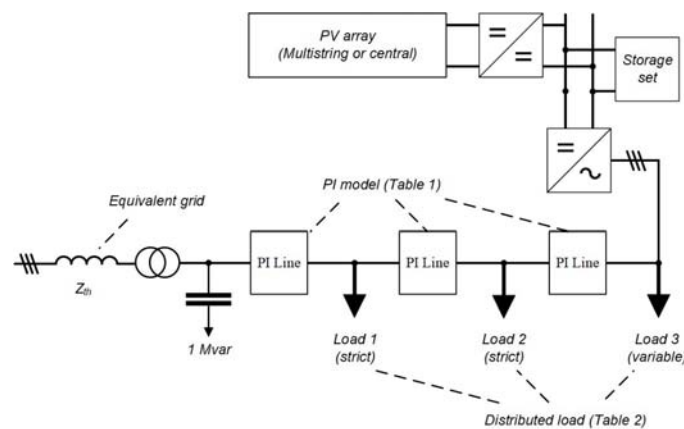 PV array
(Multistring or central)
Storage
set
PI model (Table 1)
Equivalent grid
Zth
PI Line
PI Line
PI Line
1 Mvar
Load 1
(strict)
Load 2
(strict)
Load 3
(variable)
Distributed load (Table 2)